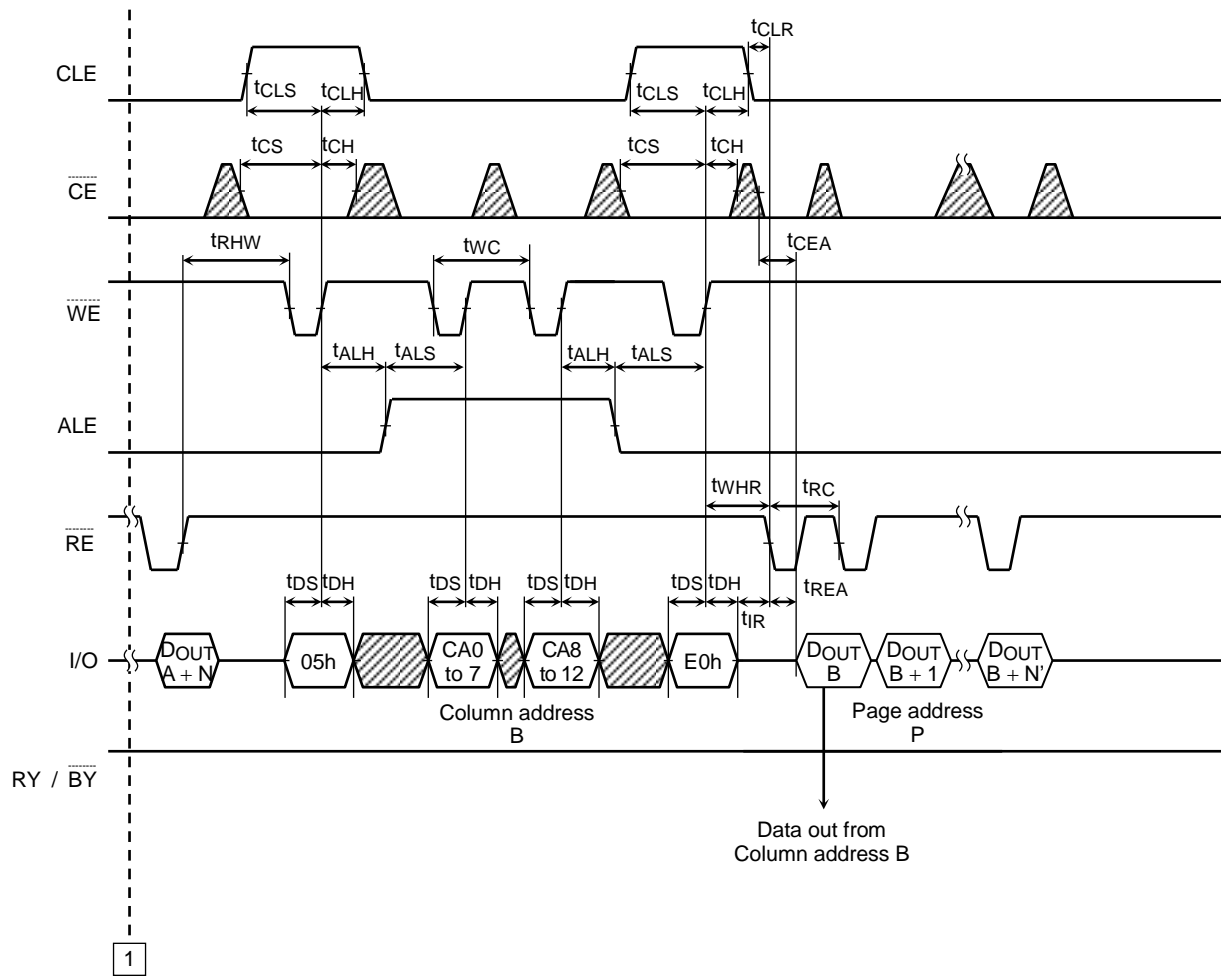 tCLR
CLE
tCLS tCLH tCLS tCLH
tCS tCH tCS tCH
CE
tCEA
tRHW tWC
WE
tALH tALS tALH tALS
ALE
tWHR tRC
RE
tDS tDH tDS tDH tDS tDH tDS tDH tREA
tIR
I/O
DOUT
A + N
05h
CA0
to 7
CA8
to 12
E0h
DOUT
B
DOUT
B + 1
DOUT
B + N’
Column address
B
Page address
P
RY / BY
Data out from
Column address B
1